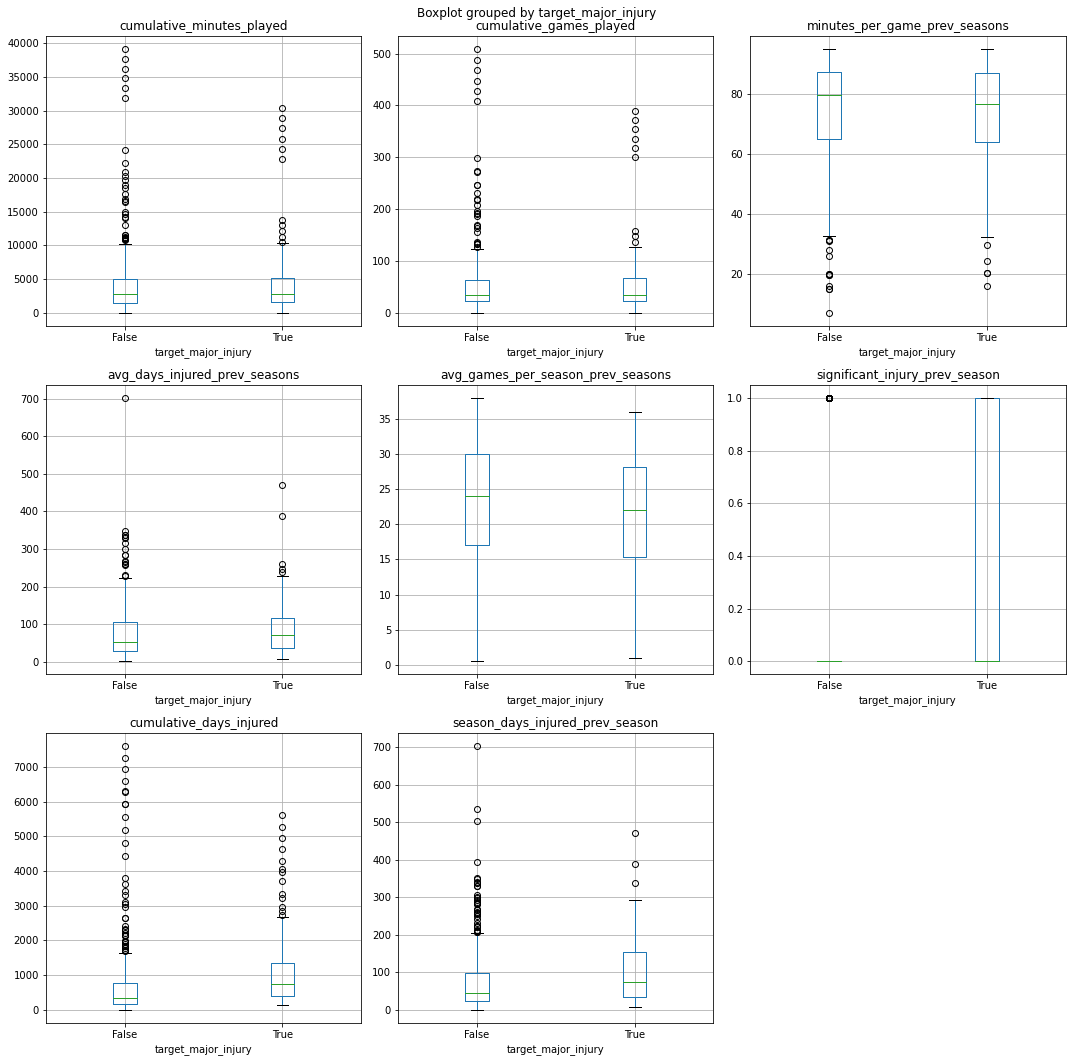 Boxplot grouped by target_major_injury
cumulative_minutes_played
40000
35000
30000
25000
20000
15000
10000
5000
0
False
True
target_major_injury
cumulative_games_played
500
400
300
200
100
0
False
True
target_major_injury
minutes_per_game_prev_seasons
80
60
40
20
False
True
target_major_injury
avg_days_injured_prev_seasons
700
600
500
400
300
200
100
0
False
True
target_major_injury
avg_games_per_season_prev_seasons
35
30
25
20
15
10
5
0
False
True
target_major_injury
significant_injury_prev_season
1.0
0.8
0.6
0.4
0.2
0.0
False
True
target_major_injury
cumulative_days_injured
7000
6000
5000
4000
3000
2000
1000
0
False
True
target_major_injury
season_days_injured_prev_season
700
600
500
400
300
200
100
0
False
True
target_major_injury